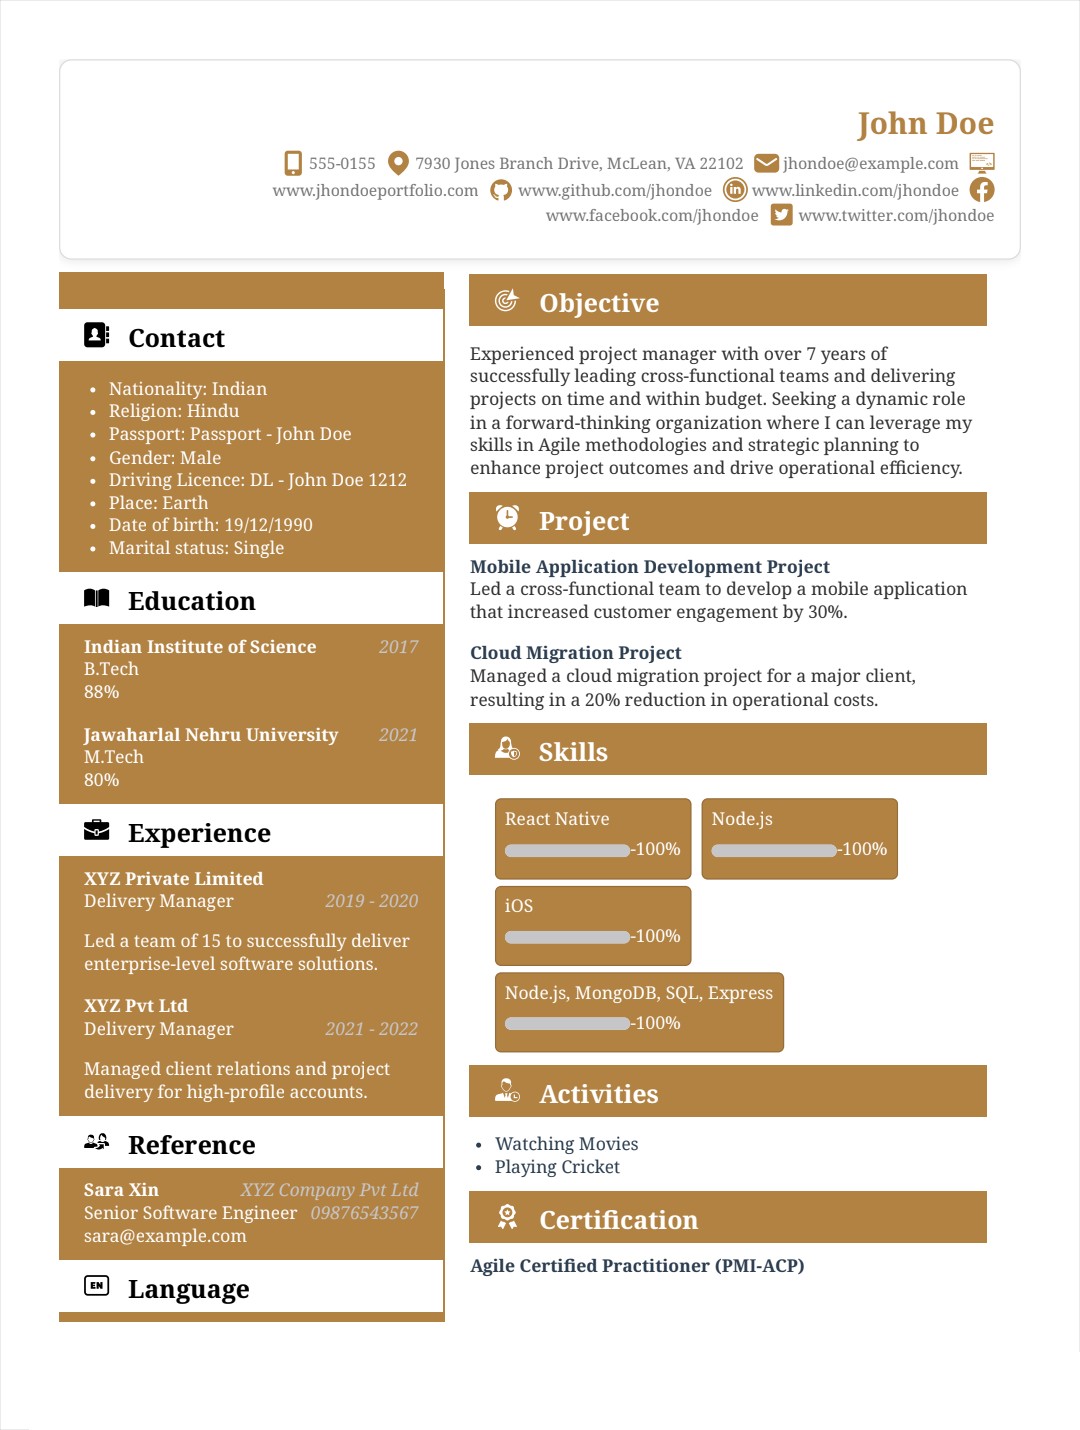 John Doe
555-0155 7930 Jones Branch Drive, McLean, VA 22102 jhondoe@example.com
www.jhondoeportfolio.com www.github.com/jhondoe www.linkedin.com/jhondoe
www.facebook.com/jhondoe www.twitter.com/jhondoe
Contact
• Nationality: Indian
• Religion: Hindu
• Passport: Passport - John Doe
• Gender: Male
• Driving Licence: DL - John Doe 1212
• Place: Earth
• Date of birth: 19/12/1990
• Marital status: Single
Education
Indian Institute of Science 2017
B.Tech
88%
Jawaharlal Nehru University 2021
M.Tech
80%
Experience
XYZ Private Limited
Delivery Manager 2019 - 2020
Led a team of 15 to successfully deliver
enterprise-level software solutions.
XYZ Pvt Ltd
Delivery Manager 2021 - 2022
Managed client relations and project
delivery for high-profile accounts.
Reference
Sara Xin XYZ Company Pvt Ltd
Senior Software Engineer 09876543567
sara@example.com
EN Language
Objective
Experienced project manager with over 7 years of
successfully leading cross-functional teams and delivering
projects on time and within budget. Seeking a dynamic role
in a forward-thinking organization where I can leverage my
skills in Agile methodologies and strategic planning to
enhance project outcomes and drive operational efficiency.
Project
Mobile Application Development Project
Led a cross-functional team to develop a mobile application
that increased customer engagement by 30%.
Cloud Migration Project
Managed a cloud migration project for a major client,
resulting in a 20% reduction in operational costs.
Skills
React Native
-100%
Node.js
-100%
iOS
-100%
Node.js, MongoDB, SQL, Express
-100%
Activities
• Watching Movies
• Playing Cricket
Certification
Agile Certified Practitioner (PMI-ACP)